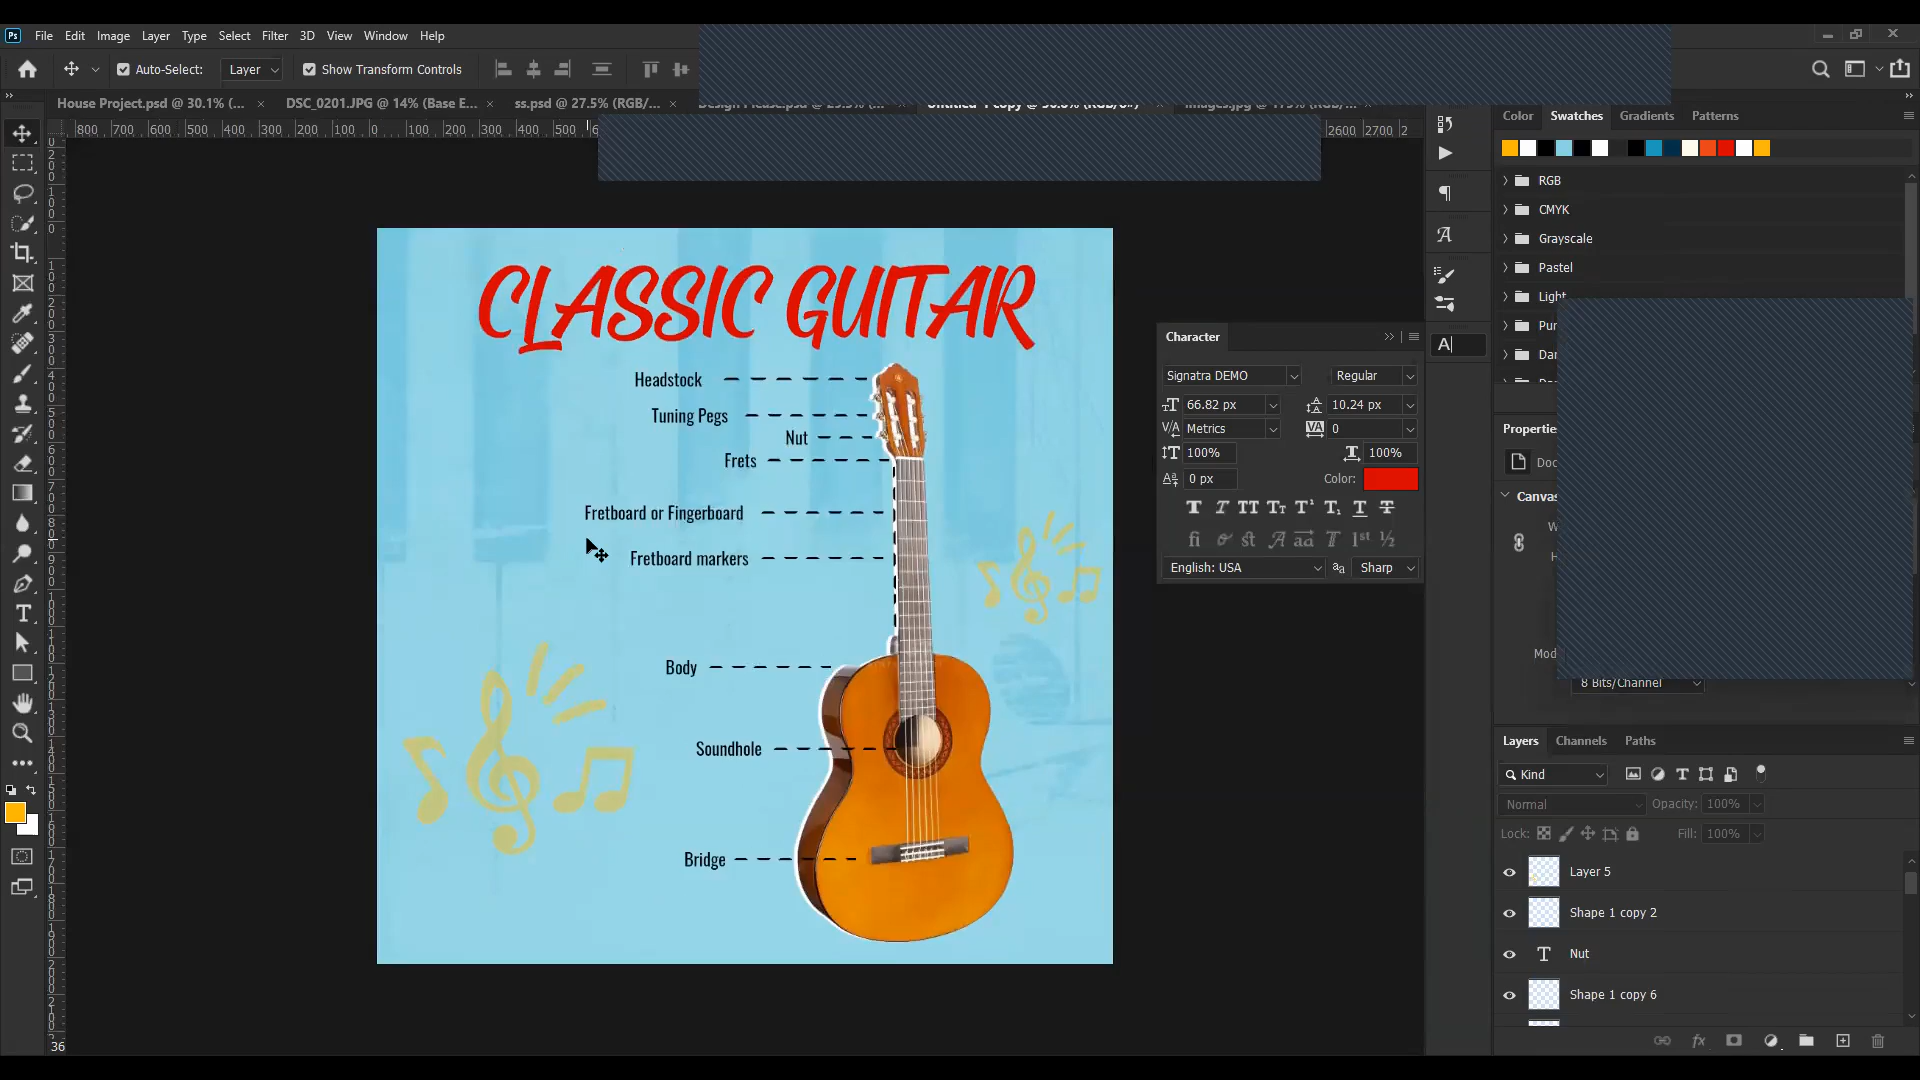 Ps File Edit Image Layer Type Select Filter 3D View Window Help
Auto-Select: Layer Show Transform Controls
House Project.psd @ 30.1% (... × DSC_0201.JPG @ 14% (Base E... × ss.psd @ 27.5% (RGB/... ×
800 700 600 500 400 300 200 100 0 100 200 300 400 500 2600 2700 2
CLASSIC GUITAR
Headstock
Tuning Pegs
Nut
Frets
Fretboard or Fingerboard
Fretboard markers
Body
Soundhole
Bridge
Character
Signatra DEMO Regular
66.82 px 10.24 px
Metrics 0
100% 100%
0 px Color:
English: USA Sharp
Color Swatches Gradients Patterns
RGB
CMYK
Grayscale
Pastel
Light
Pur
Dar
Properties
Doc
Canvas
W
H
Mod
8 Bits/Channel
Layers Channels Paths
Kind
Normal Opacity: 100%
Lock: Fill: 100%
Layer 5
Shape 1 copy 2
Nut
Shape 1 copy 6
36